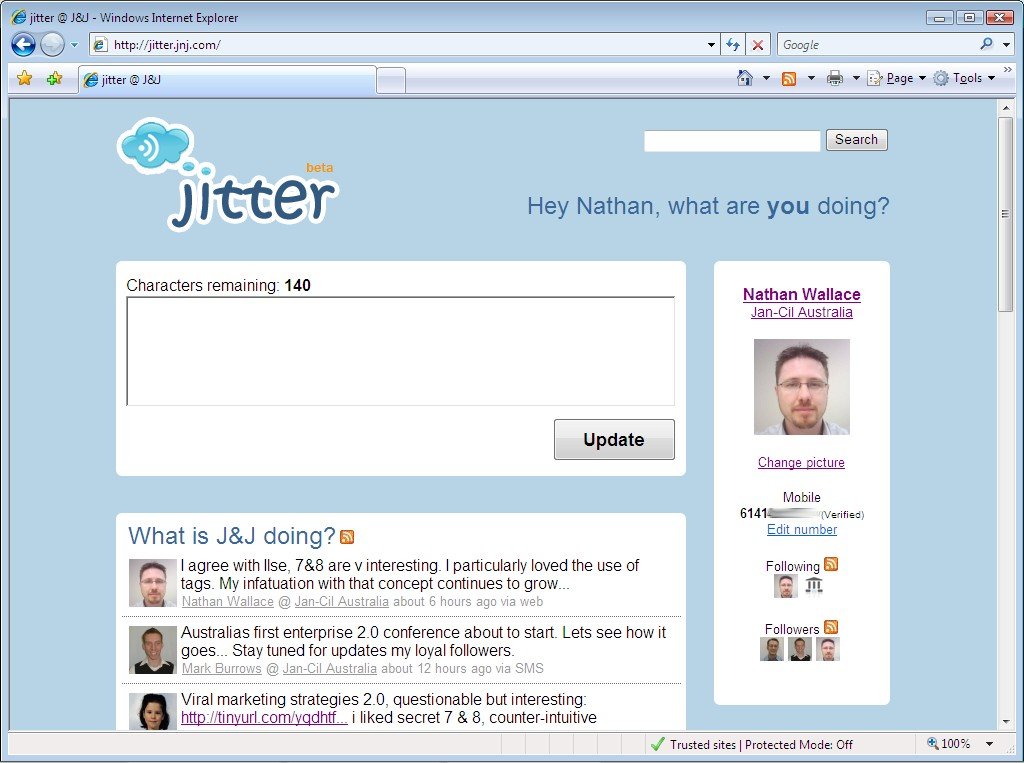 jitter @ J&J - Windows Internet Explorer
http://jitter.jnj.com/
Google
jitter @ J&J
Page
Tools
jitter
beta
Search
Hey Nathan, what are you doing?
Characters remaining: 140
Update
Nathan Wallace
Jan-Cil Australia
Change picture
Mobile
6141 (Verified)
Edit number
Following
Followers
What is J&J doing?
I agree with Ilse, 7&8 are v interesting. I particularly loved the use of
tags. My infatuation with that concept continues to grow...
Nathan Wallace @ Jan-Cil Australia about 6 hours ago via web
Australias first enterprise 2.0 conference about to start. Lets see how it
goes... Stay tuned for updates my loyal followers.
Mark Burrows @ Jan-Cil Australia about 12 hours ago via SMS
Viral marketing strategies 2.0, questionable but interesting:
http://tinyurl.com/yqdhtf... i liked secret 7 & 8, counter-intuitive
Trusted sites | Protected Mode: Off
100%